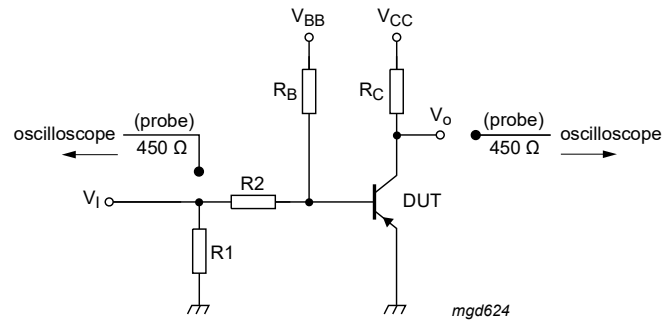 VBB
VCC
RB
RC
(probe)
oscilloscope
450 Ω
Vo
(probe)
450 Ω
oscilloscope
R2
VI
DUT
R1
mgd624